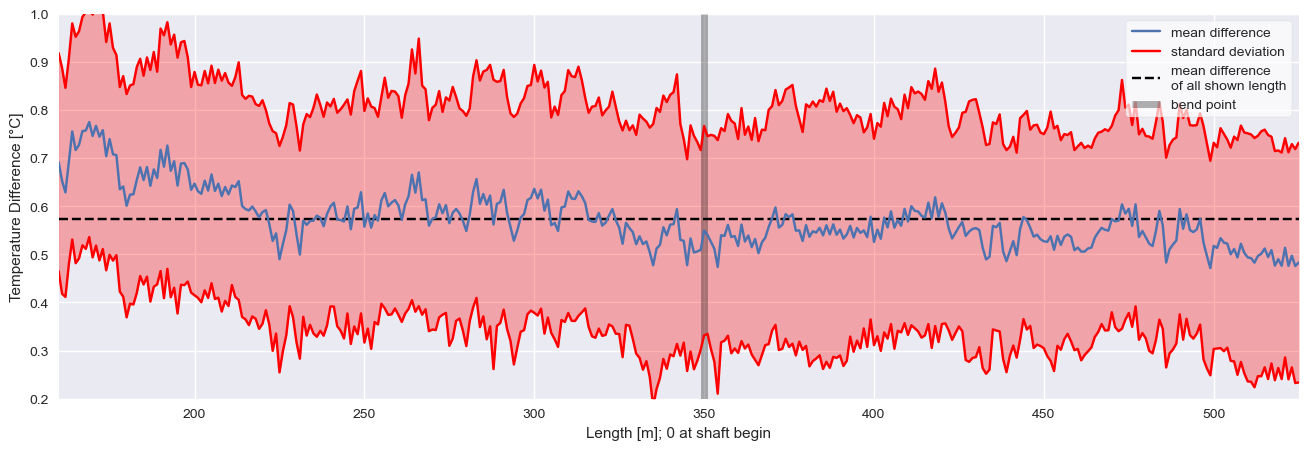 1.0
0.9
0.8
0.7
0.6
0.5
0.4
0.3
0.2
Temperature Difference [°C]
mean difference
standard deviation
mean difference
of all shown length
bend point
200
250
300
350
400
450
500
Length [m]; 0 at shaft begin